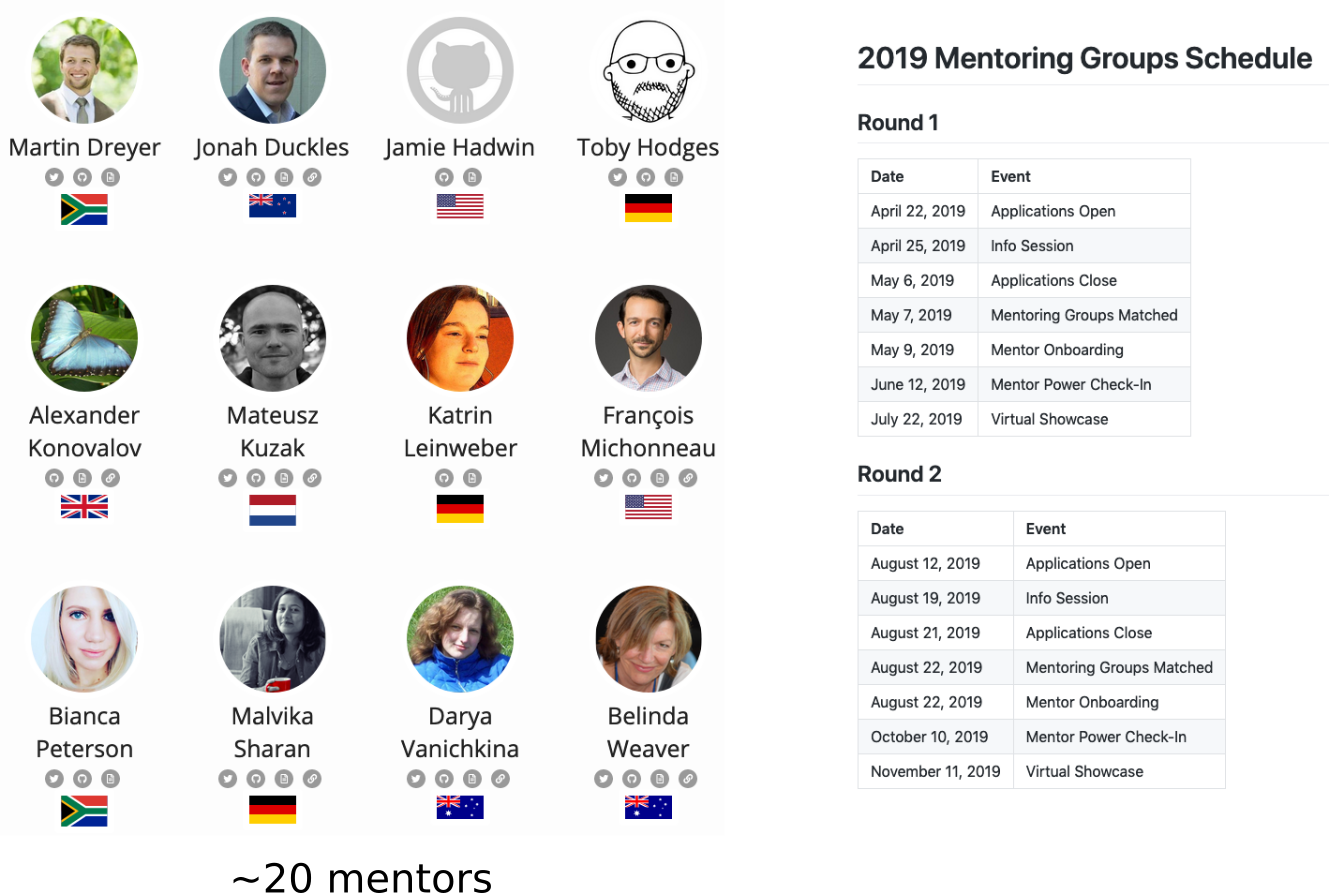 Martin Dreyer
Jonah Duckles
Jamie Hadwin
Toby Hodges
Alexander
Konovalov
Mateusz
Kuzak
Katrin
Leinweber
François
Michonneau
Bianca
Peterson
Malvika
Sharan
Darya
Vanichkina
Belinda
Weaver
~20 mentors
2019 Mentoring Groups Schedule
Round 1
Date Event
April 22, 2019 Applications Open
April 25, 2019 Info Session
May 6, 2019 Applications Close
May 7, 2019 Mentoring Groups Matched
May 9, 2019 Mentor Onboarding
June 12, 2019 Mentor Power Check-In
July 22, 2019 Virtual Showcase
Round 2
Date Event
August 12, 2019 Applications Open
August 19, 2019 Info Session
August 21, 2019 Applications Close
August 22, 2019 Mentoring Groups Matched
August 22, 2019 Mentor Onboarding
October 10, 2019 Mentor Power Check-In
November 11, 2019 Virtual Showcase